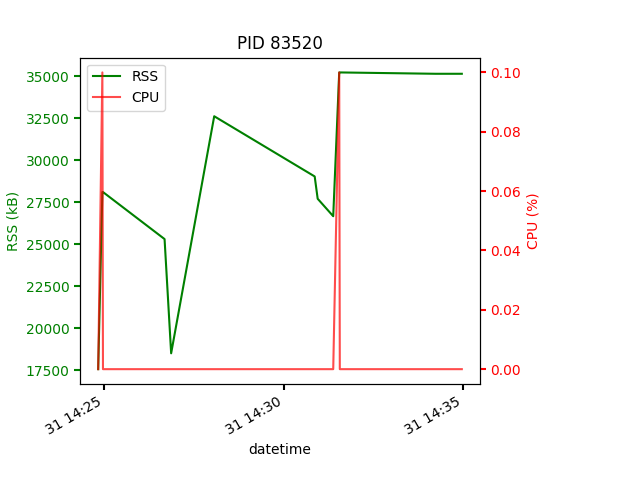 PID 83520
RSS
CPU
35000
32500
30000
27500
25000
22500
20000
17500
RSS (kB)
0.10
0.08
0.06
0.04
0.02
0.00
CPU (%)
31 14:25
31 14:30
31 14:35
datetime